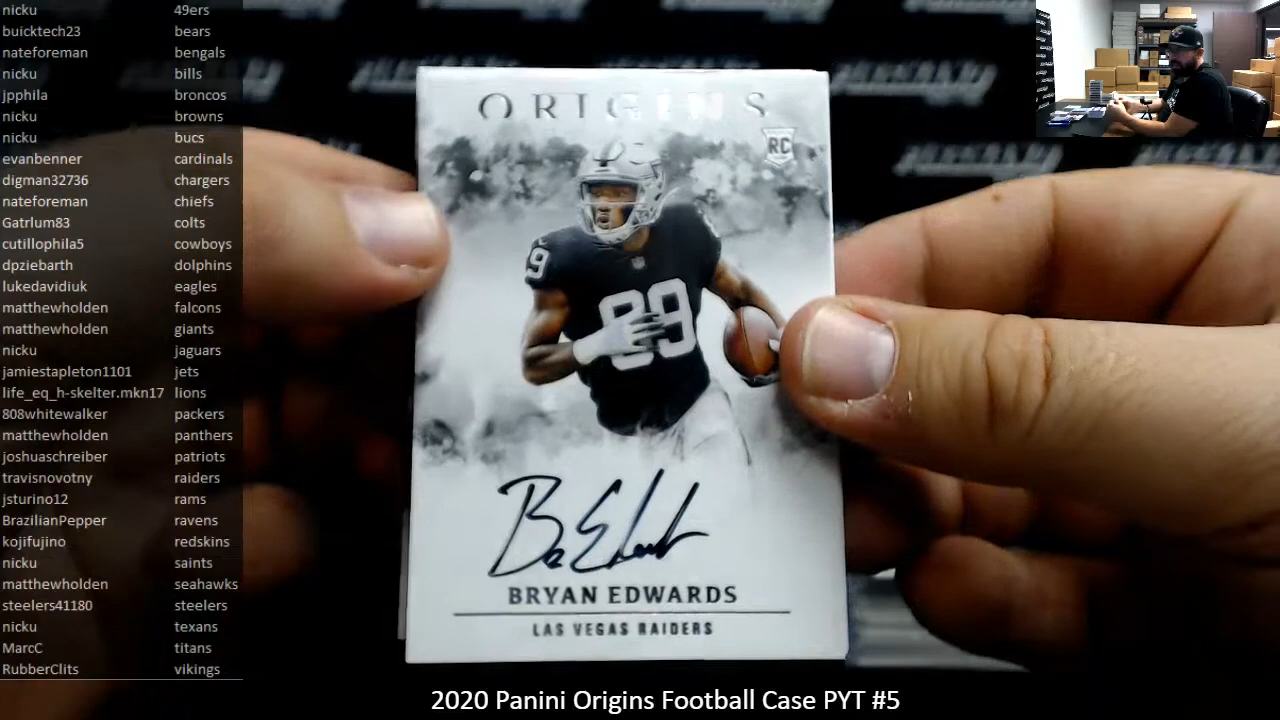 nicku 49ers
buicktech23 bears
nateforeman bengals
nicku bills
jpphila broncos
nicku browns
nicku bucs
evanbenner cardinals
digman32736 chargers
nateforeman chiefs
Gatrlum83 colts
cutillophila5 cowboys
dpziebarth dolphins
lukedavidiuk eagles
matthewholden falcons
matthewholden giants
nicku jaguars
jamiestapleton1101 jets
life_eq_h-skelter.mkn17 lions
808whitewalker packers
matthewholden panthers
joshuaschreiber patriots
travisnovotny raiders
jsturino12 rams
BrazilianPepper ravens
kojifujino redskins
nicku saints
matthewholden seahawks
steelers41180 steelers
nicku texans
MarcC titans
RubberClits vikings
ORIGINS
RC
89
BRYAN EDWARDS
LAS VEGAS RAIDERS
2020 Panini Origins Football Case PYT #5